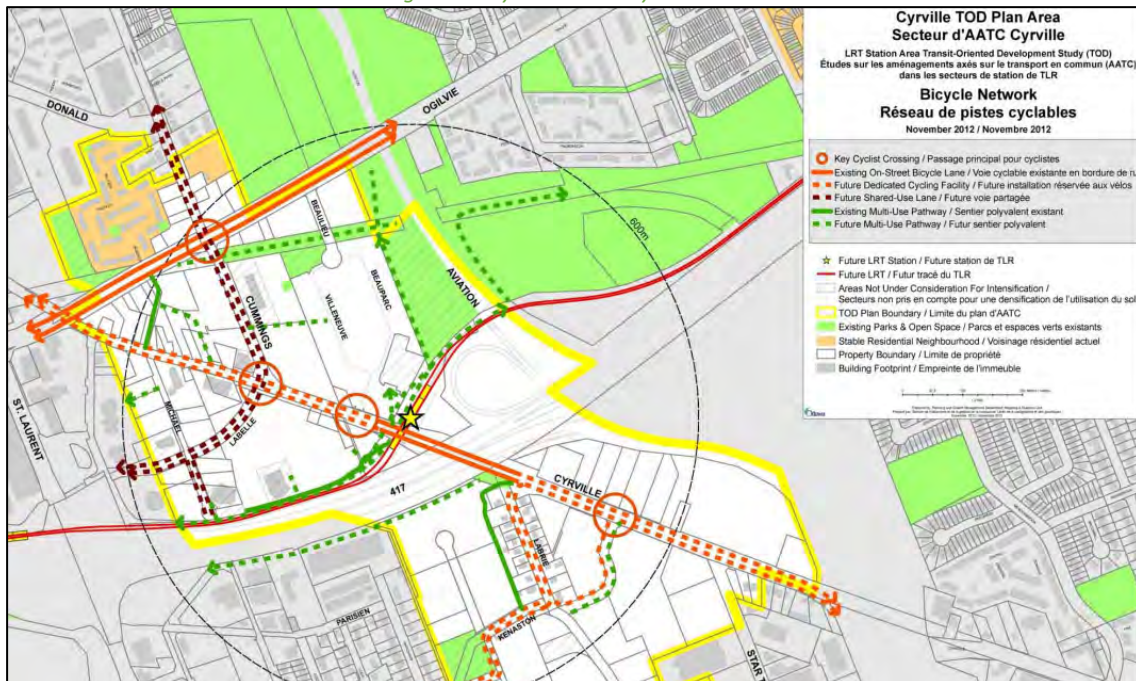 Cyrville TOD Plan Area
Secteur d'AATC Cyrville
LRT Station Area Transit-Oriented Development Study (TOD)
Études sur les aménagements axés sur le transport en commun (AATC)
dans les secteurs de station de TLR
Bicycle Network
Réseau de pistes cyclables
November 2012 / Novembre 2012
Key Cyclist Crossing / Passage principal pour cyclistes
Existing On-Street Bicycle Lane / Voie cyclable existante en bordure de ru
Future Dedicated Cycling Facility / Future installation réservée aux vélos
Future Shared-Use Lane / Future voie partagée
Existing Multi-Use Pathway / Sentier polyvalent existant
Future Multi-Use Pathway / Futur sentier polyvalent
Future LRT Station / Future station de TLR
Future LRT / Futur tracé du TLR
Areas Not Under Consideration For Intensification /
Secteurs non pris en compte pour une densification de l'utilisation du sol
TOD Plan Boundary / Limite du plan d'AATC
Existing Parks & Open Space / Parcs et espaces verts existants
Stable Residential Neighbourhood / Voisinage résidentiel actuel
Property Boundary / Limite de propriété
Building Footprint / Empreinte de l'immeuble
DONALD
OGILVIE
BEAULIEU
600m
AVIATION
BEAUPARC
CUMMINGS
VILLENEUVE
ST. LAURENT
MICHAEL
LABELLE
417
CYRVILLE
LABRIE
PARISIEN
KENASTON